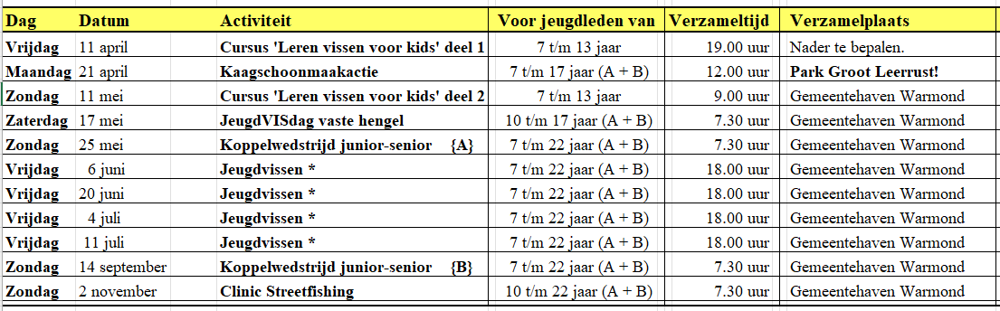 Dag Datum Activiteit Voor jeugdleden van Verzameltijd Verzamelplaats
Vrijdag 11 april Cursus 'Leren vissen voor kids' deel 1 7 t/m 13 jaar 19.00 uur Nader te bepalen.
Maandag 21 april Kaagschoonmaakactie 7 t/m 17 jaar (A + B) 12.00 uur Park Groot Leerrust!
Zondag 11 mei Cursus 'Leren vissen voor kids' deel 2 7 t/m 13 jaar 9.00 uur Gemeentehaven Warmond
Zaterdag 17 mei JeugdVISdag vaste hengel 10 t/m 17 jaar (A + B) 7.30 uur Gemeentehaven Warmond
Zondag 25 mei Koppelwedstrijd junior-senior {A} 7 t/m 22 jaar (A + B) 7.30 uur Gemeentehaven Warmond
Vrijdag 6 juni Jeugdvissen * 7 t/m 22 jaar (A + B) 18.00 uur Gemeentehaven Warmond
Vrijdag 20 juni Jeugdvissen * 7 t/m 22 jaar (A + B) 18.00 uur Gemeentehaven Warmond
Vrijdag 4 juli Jeugdvissen * 7 t/m 22 jaar (A + B) 18.00 uur Gemeentehaven Warmond
Vrijdag 11 juli Jeugdvissen * 7 t/m 22 jaar (A + B) 18.00 uur Gemeentehaven Warmond
Zondag 14 september Koppelwedstrijd junior-senior {B} 7 t/m 22 jaar (A + B) 7.30 uur Gemeentehaven Warmond
Zondag 2 november Clinic Streetfishing 10 t/m 22 jaar (A + B) 7.30 uur Gemeentehaven Warmond